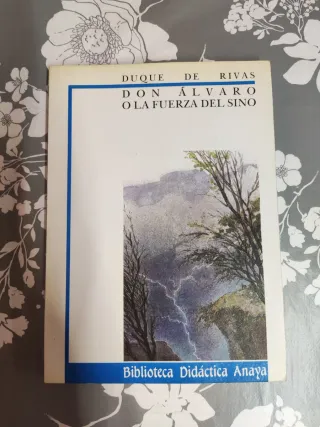 DUQUE DE RIVAS
DON ÁLVARO
O LA FUERZA DEL SINO
Biblioteca Didáctica Anaya